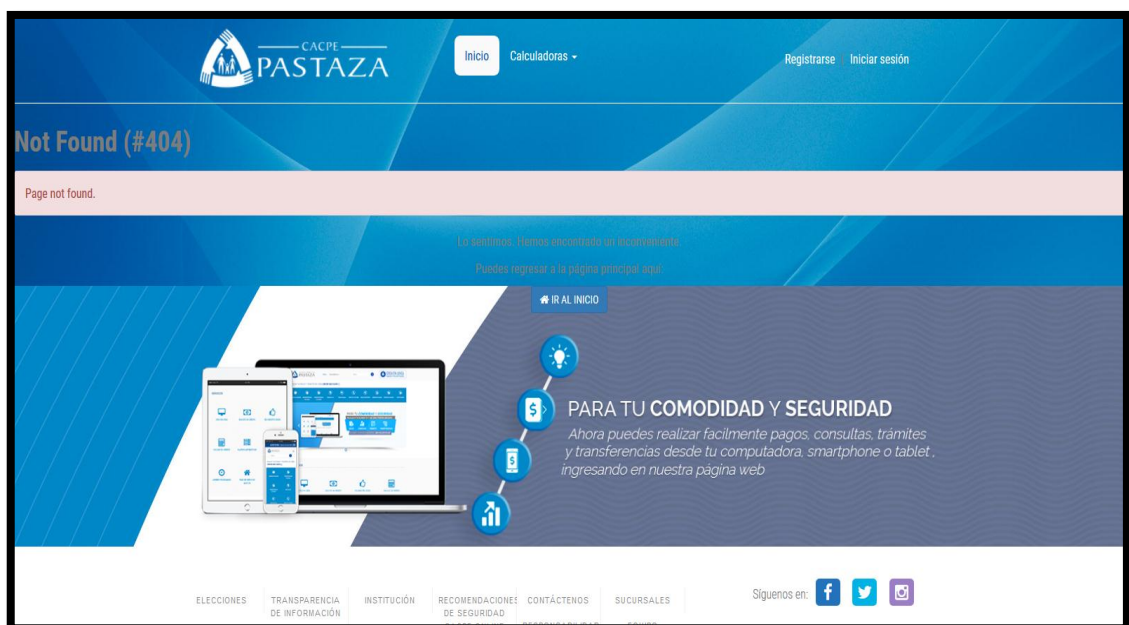 CACPE
PASTAZA
Inicio
Calculadoras
Registrarse
Iniciar sesión
Not Found (#404)
Page not found.
Lo sentimos. Hemos encontrado un inconveniente.
Puedes regresar a la página principal aquí.
IR AL INICIO
PARA TU COMODIDAD Y SEGURIDAD
Ahora puedes realizar facilmente pagos, consultas, trámites
y transferencias desde tu computadora, smartphone o tablet ,
ingresando en nuestra página web
ELECCIONES
TRANSPARENCIA
DE INFORMACIÓN
INSTITUCIÓN
RECOMENDACIONES
DE SEGURIDAD
CONTÁCTENOS
SUCURSALES
Síguenos en: